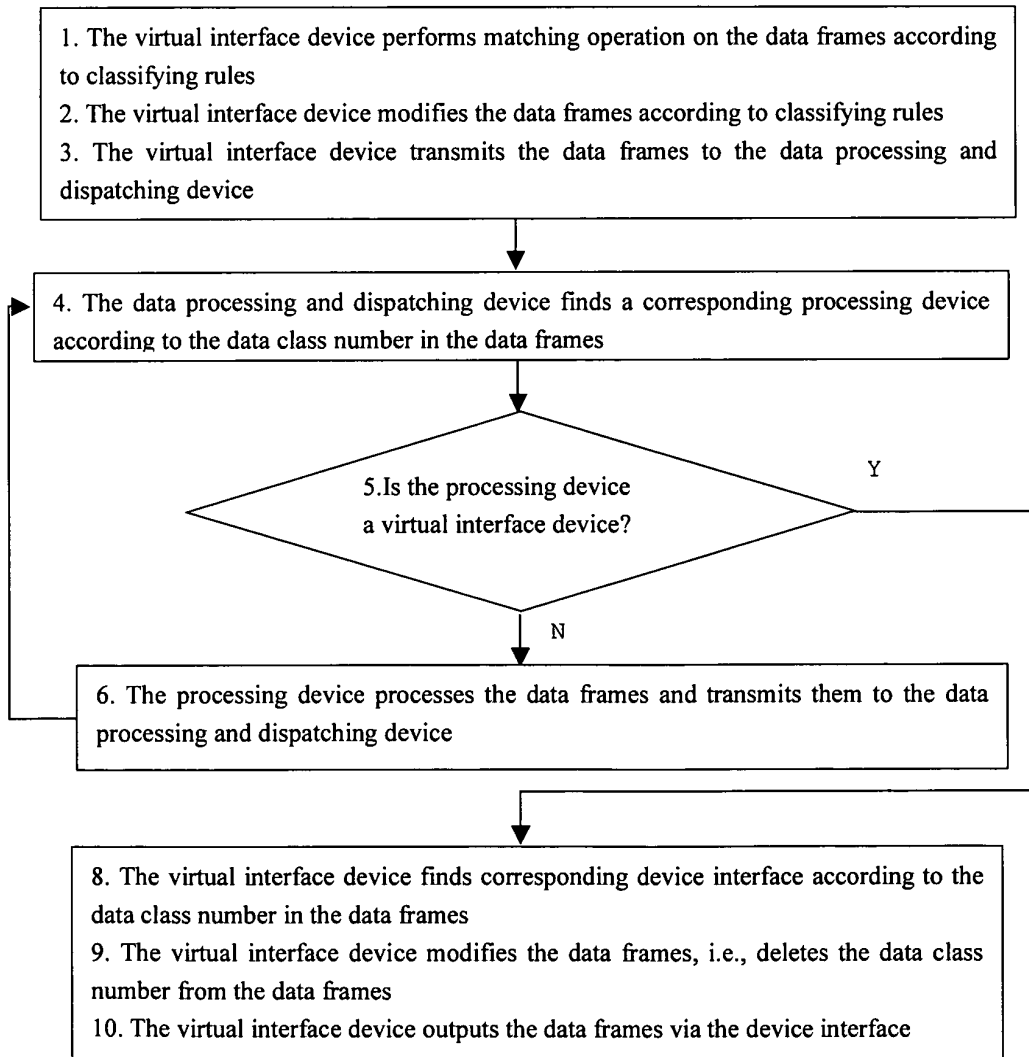 1. The virtual interface device performs matching operation on the data frames according
to classifying rules
2. The virtual interface device modifies the data frames according to classifying rules
3. The virtual interface device transmits the data frames to the data processing and
dispatching device
4. The data processing and dispatching device finds a corresponding processing device
according to the data class number in the data frames
5.Is the processing device
a virtual interface device?
Y
N
6. The processing device processes the data frames and transmits them to the data
processing and dispatching device
8. The virtual interface device finds corresponding device interface according to the
data class number in the data frames
9. The virtual interface device modifies the data frames, i.e., deletes the data class
number from the data frames
10. The virtual interface device outputs the data frames via the device interface